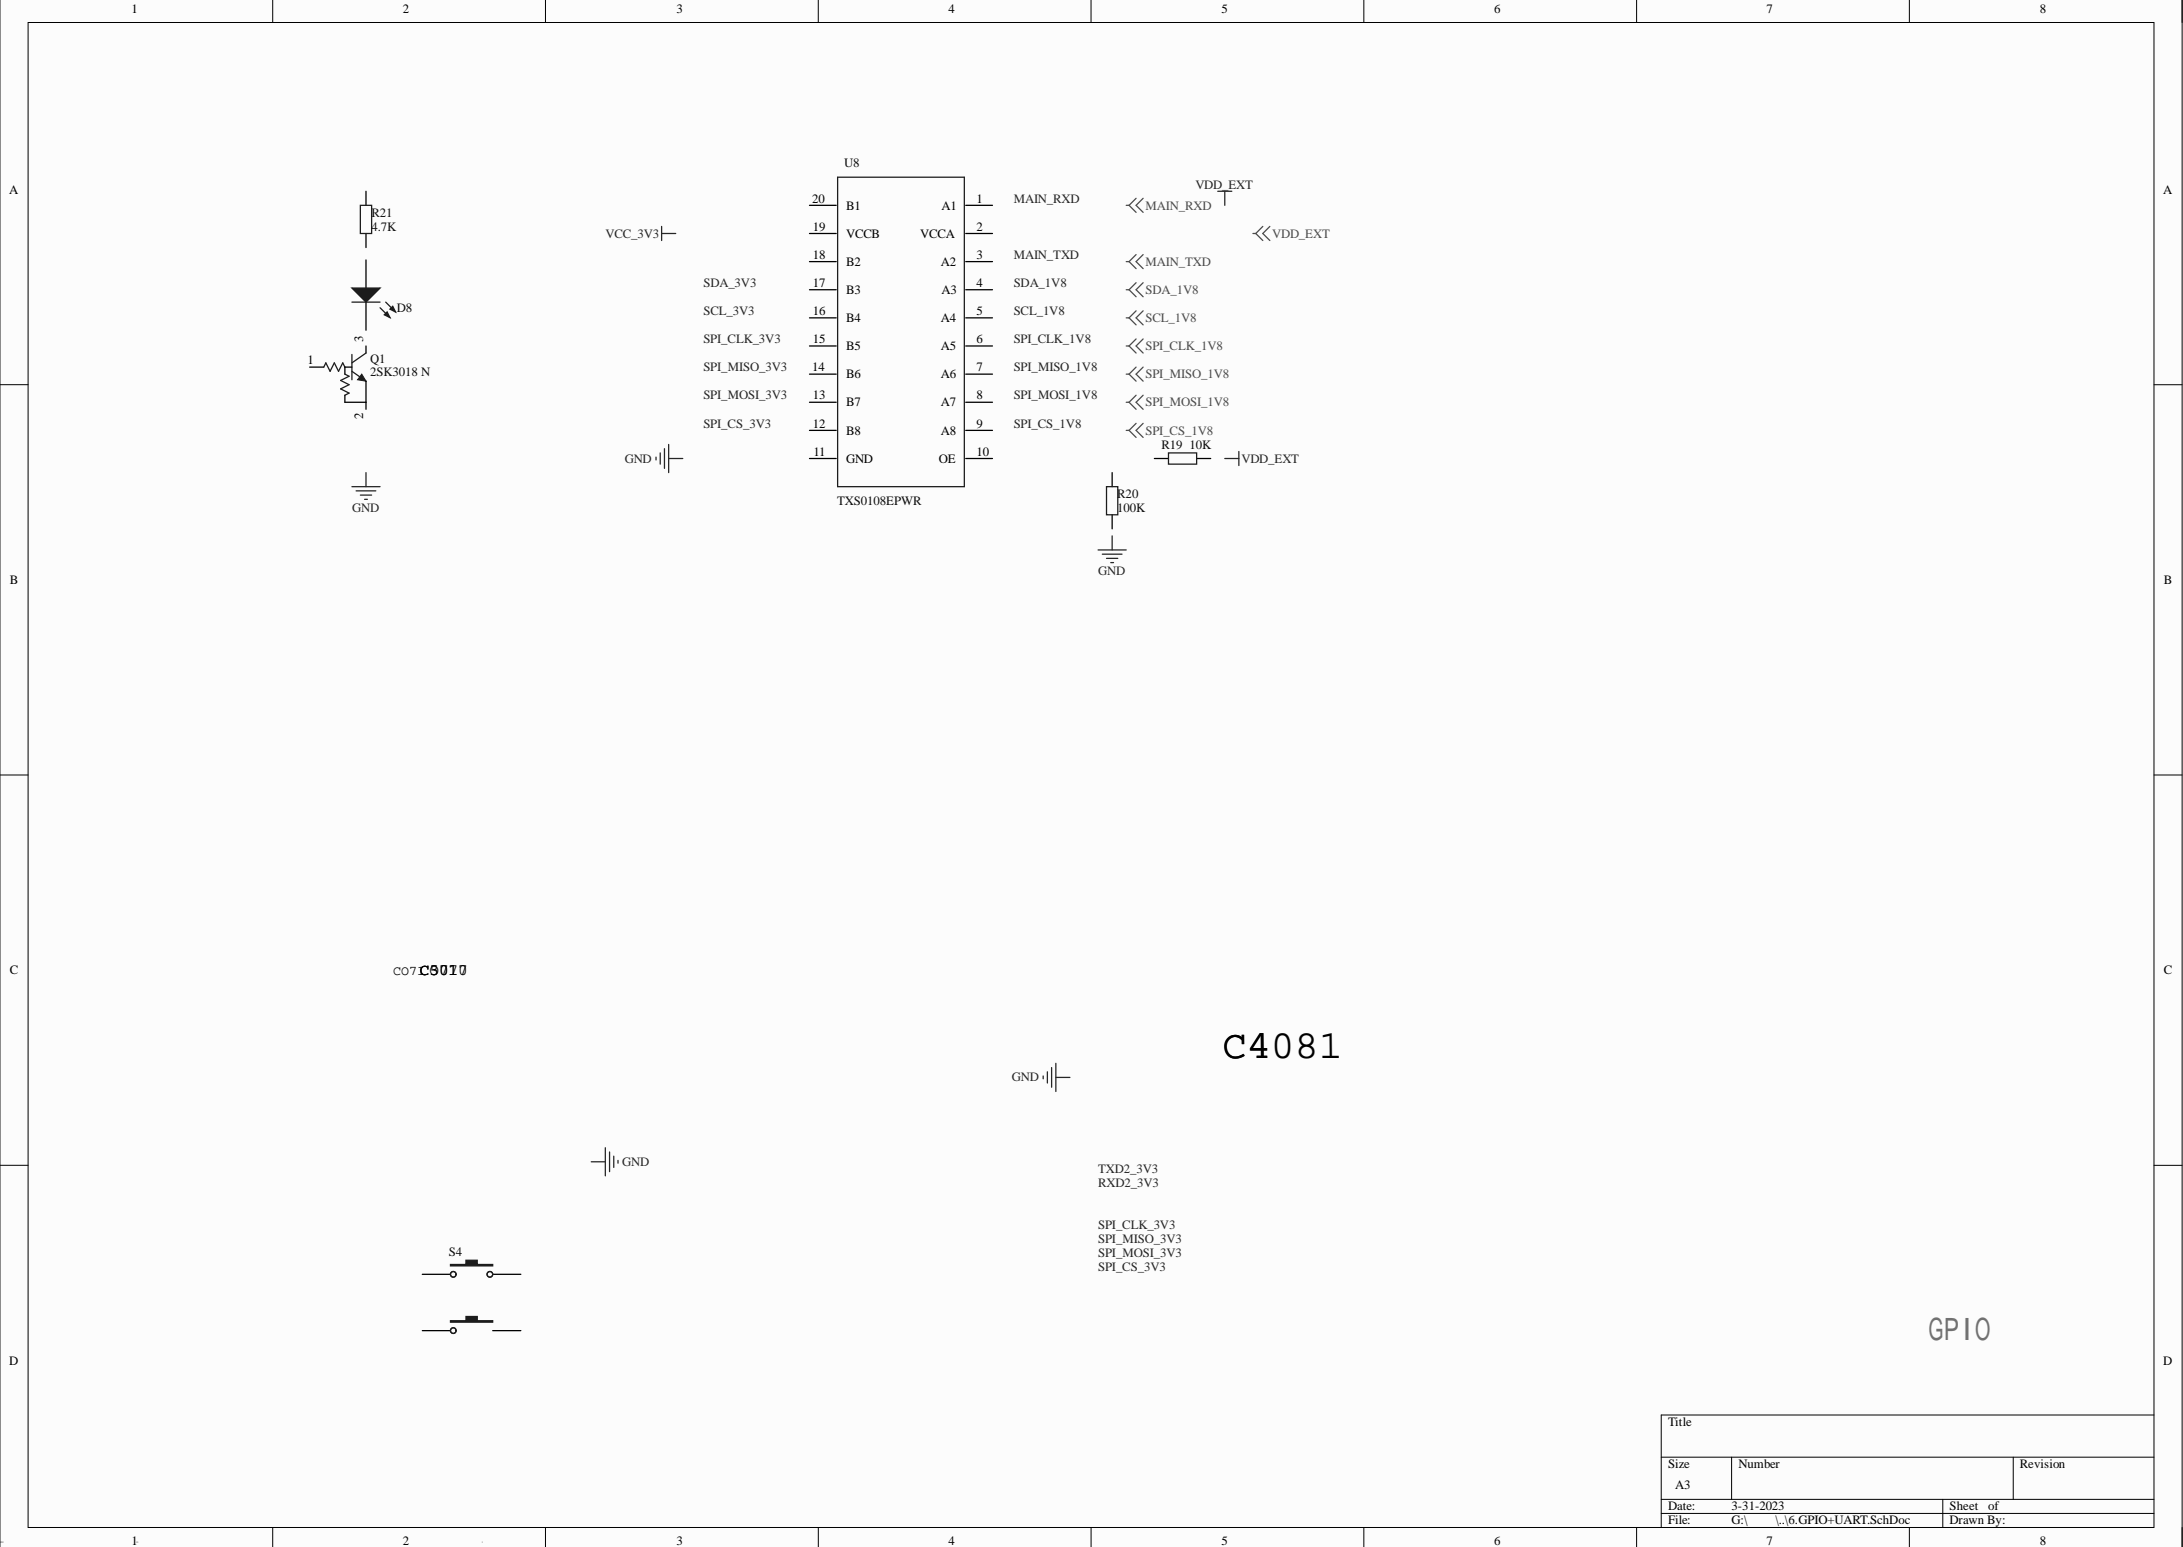 1 2 3 4 5 6 7 8
U8
A A
VDD_EXT
20 B1 A1 1 MAIN_RXD MAIN_RXD
R21
4.7K
VCC_3V3 19 VCCB VCCA 2 VDD_EXT
18 B2 A2 3 MAIN_TXD MAIN_TXD
SDA_3V3 17 B3 A3 4 SDA_1V8 SDA_1V8
D8
SCL_3V3 16 B4 A4 5 SCL_1V8 SCL_1V8
3
SPI_CLK_3V3 15 B5 A5 6 SPI_CLK_1V8 SPI_CLK_1V8
1 Q1
2SK3018 N
SPI_MISO_3V3 14 B6 A6 7 SPI_MISO_1V8 SPI_MISO_1V8
SPI_MOSI_3V3 13 B7 A7 8 SPI_MOSI_1V8 SPI_MOSI_1V8
2
SPI_CS_3V3 12 B8 A8 9 SPI_CS_1V8 SPI_CS_1V8
R19 10K
GND 11 GND OE 10 VDD_EXT
TXS0108EPWR
R20
100K
GND
GND
B B
C C
C4081
GND
GND
TXD2_3V3
RXD2_3V3
SPI_CLK_3V3
SPI_MISO_3V3
SPI_MOSI_3V3
SPI_CS_3V3
S4
GPIO
D D
Title
Size Number Revision
A3
Date: 3-31-2023 Sheet of
File: G:\ \..\6.GPIO+UART.SchDoc Drawn By:
1 2 3 4 5 6 7 8